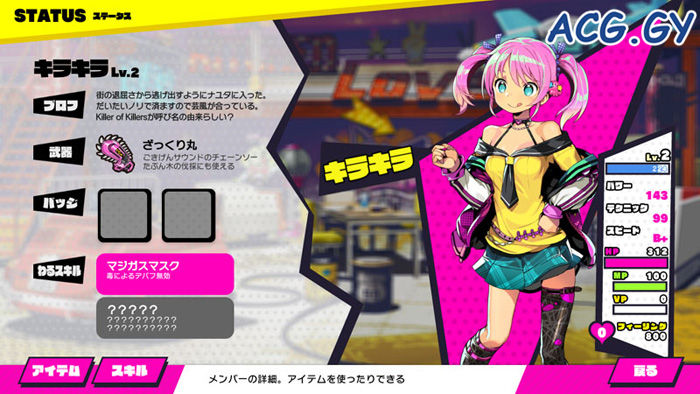 STATUS ステータス
ACG.GY
キラキラ Lv.2
プロフ
街の退屈さから逃げ出すようにナユタに入った。
だいたいノリで済ますので芸風が合っている。
Killer of Killersが呼び名の由来らしい？
武器
ざっくり丸
ごきげんサウンドのチェーンソー
たぶん木の伐採にも使える
バッジ
わるスキル
マジガスマスク
毒によるデバフ無効
?????
??????????
??????????
キラキラ
Lv.2
パワー
143
テクニック
99
スピード
B+
HP 312
MP 100
VP 0
0
フィーリング
500
アイテム
スキル
メンバーの詳細。アイテムを使ったりできる
戻る